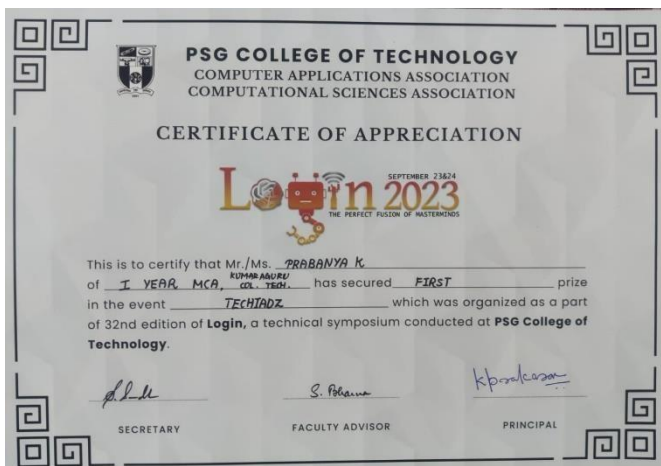 PSG COLLEGE OF TECHNOLOGY
COMPUTER APPLICATIONS ASSOCIATION
COMPUTATIONAL SCIENCES ASSOCIATION
CERTIFICATE OF APPRECIATION
SEPTEMBER 23&24
Login 2023
THE PERFECT FUSION OF MASTERMINDS
This is to certify that Mr./Ms. PRABANYA K
of I YEAR MCA, KUMARAGURU COL. TECH. has secured FIRST prize
in the event TECHIADZ which was organized as a part
of 32nd edition of Login, a technical symposium conducted at PSG College of
Technology.
S. Bhama
SECRETARY
FACULTY ADVISOR
PRINCIPAL